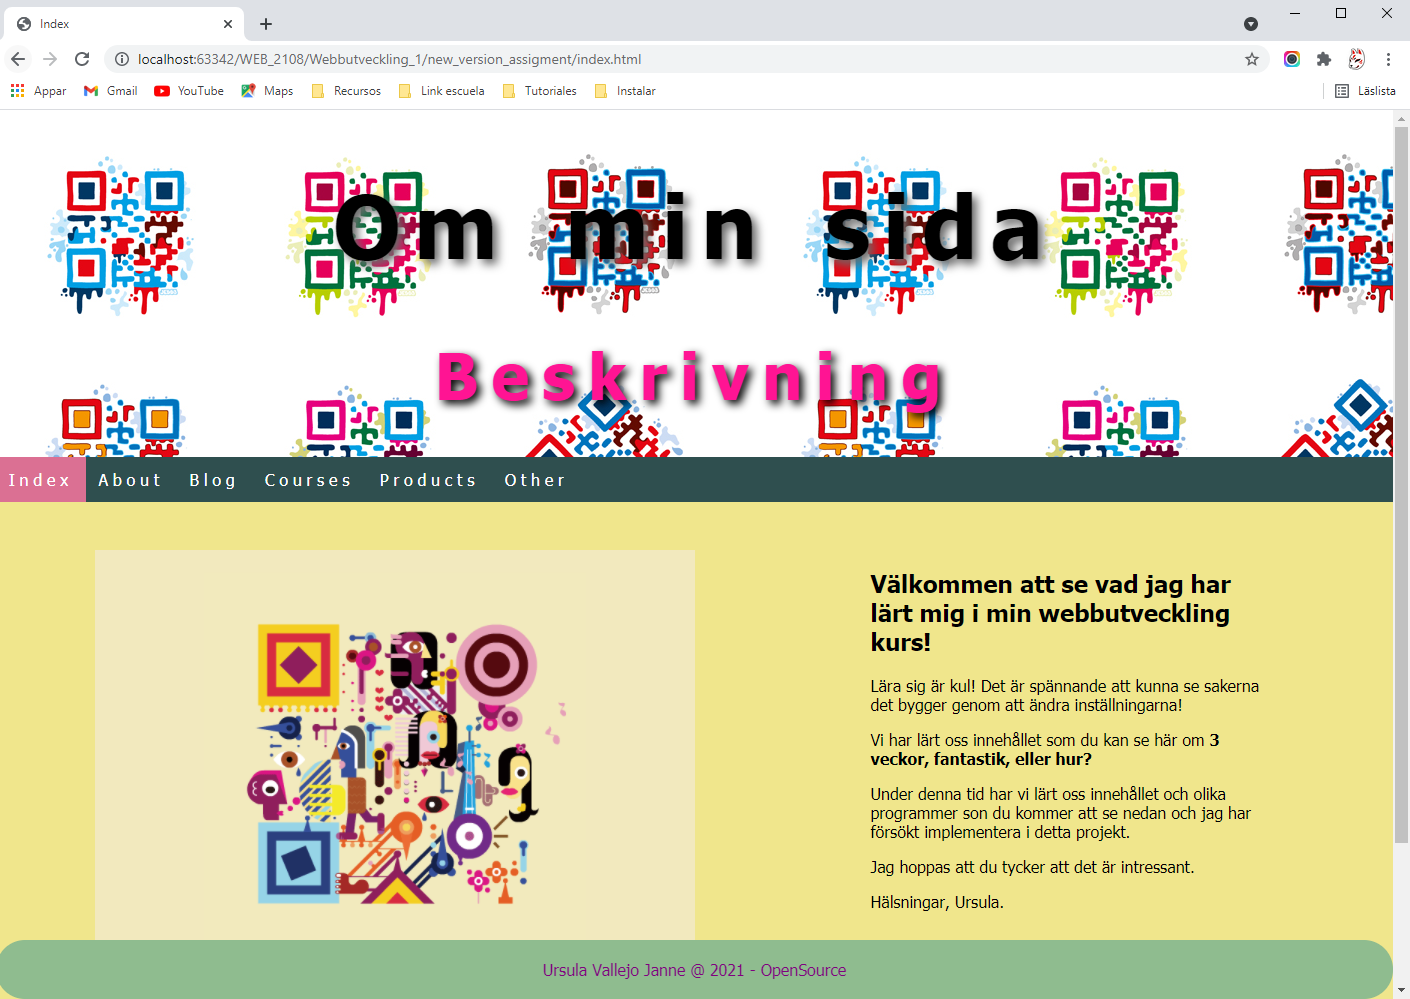 Index
localhost:63342/WEB_2108/Webbutveckling_1/new_version_assigment/index.html
Appar Gmail YouTube Maps Recursos Link escuela Tutoriales Instalar Läslista
Om min sida
Beskrivning
Index About Blog Courses Products Other
Välkommen att se vad jag har
lärt mig i min webbutveckling
kurs!
Lära sig är kul! Det är spännande att kunna se sakerna
det bygger genom att ändra inställningarna!
Vi har lärt oss innehållet som du kan se här om 3
veckor, fantastik, eller hur?
Under denna tid har vi lärt oss innehållet och olika
programmer son du kommer att se nedan och jag har
försökt implementera i detta projekt.
Jag hoppas att du tycker att det är intressant.
Hälsningar, Ursula.
Ursula Vallejo Janne @ 2021 - OpenSource